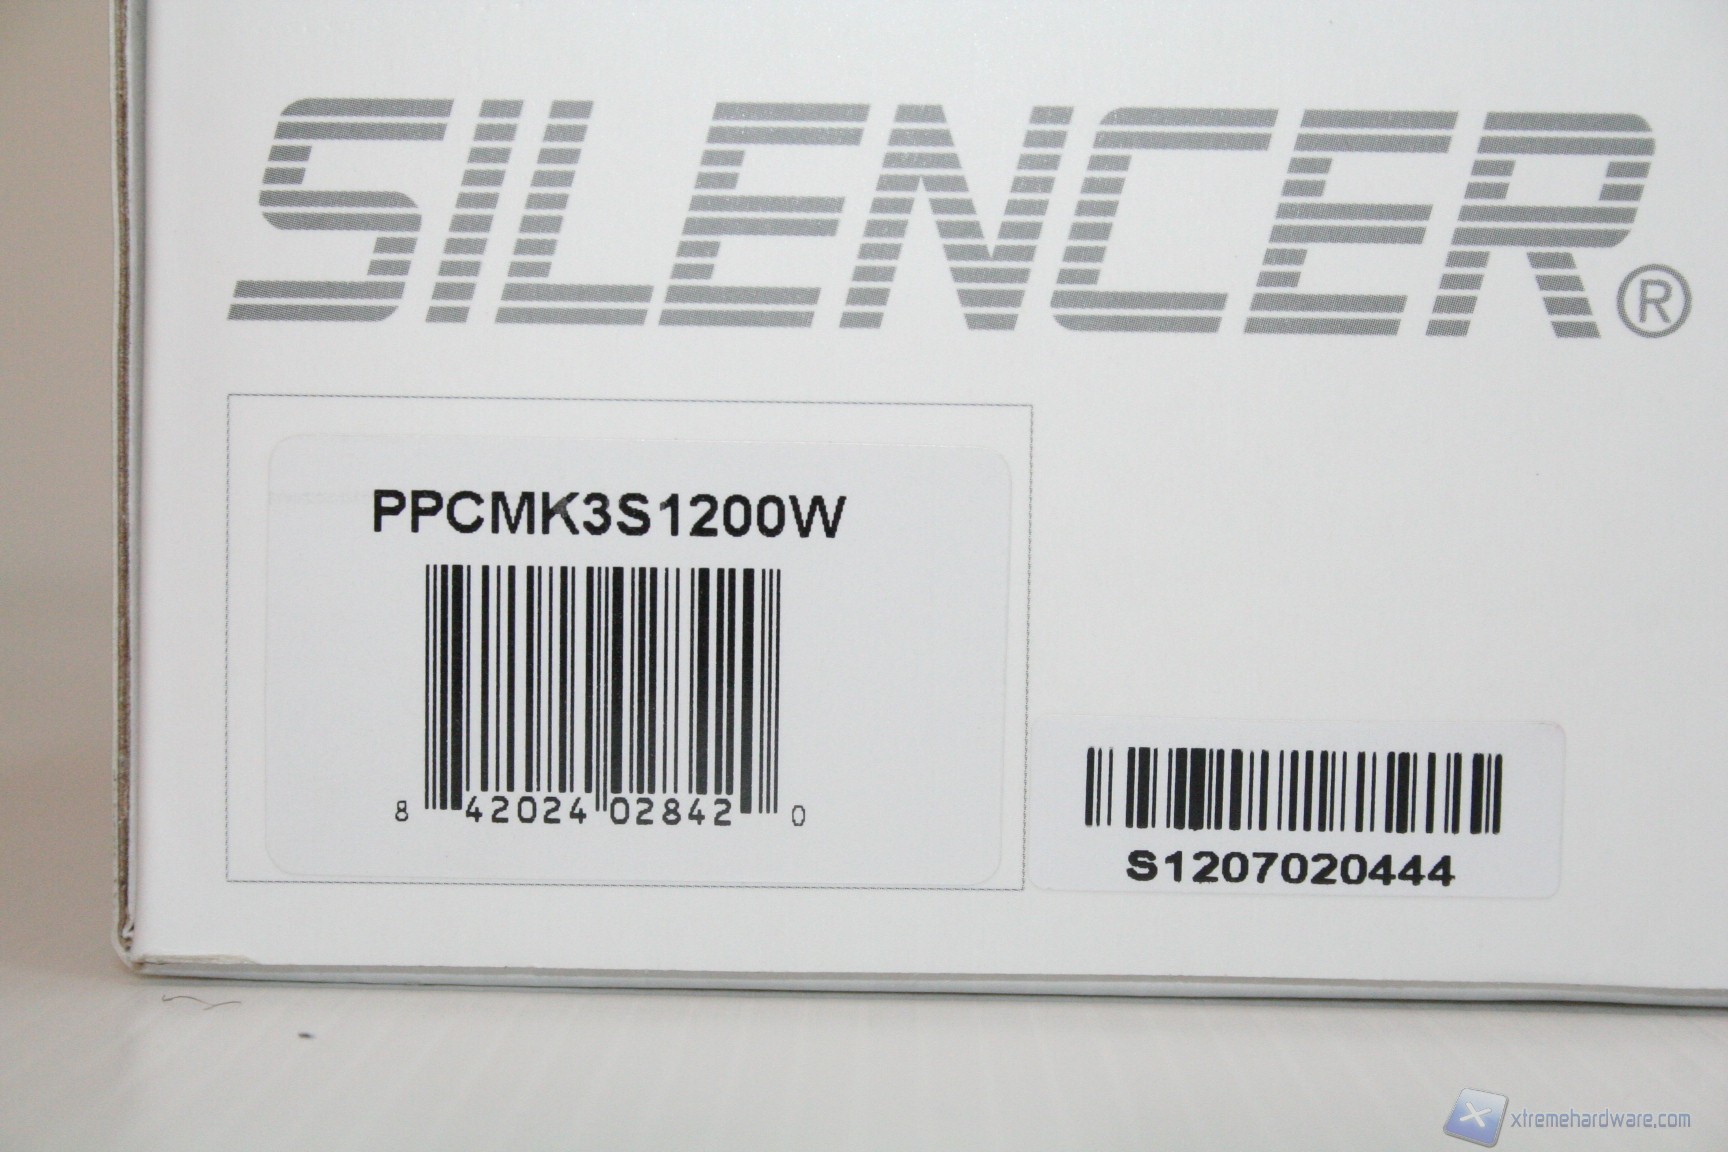 SILENCER®
PPCMK3S1200W
8 42024 02842 0
S1207020444
xtremehardware.com